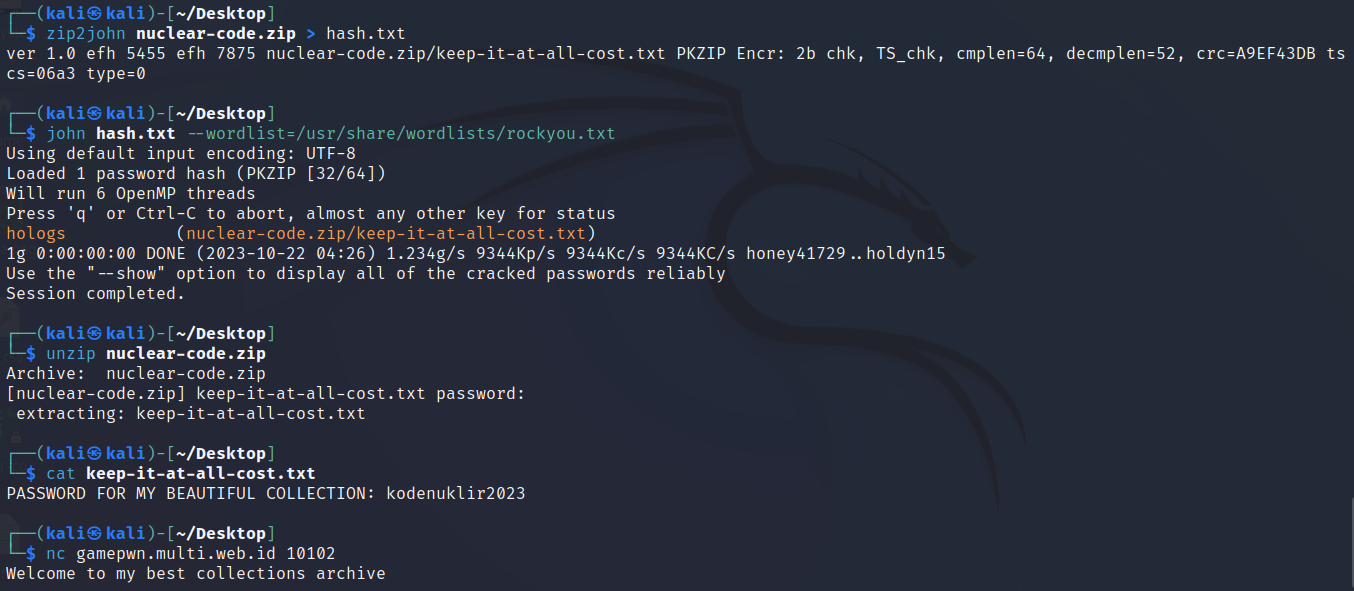 ┌──(kali㉿kali)-[~/Desktop]
└─$ zip2john nuclear-code.zip > hash.txt
ver 1.0 efh 5455 efh 7875 nuclear-code.zip/keep-it-at-all-cost.txt PKZIP Encr: 2b chk, TS_chk, cmplen=64, decmplen=52, crc=A9EF43DB ts
cs=06a3 type=0
┌──(kali㉿kali)-[~/Desktop]
└─$ john hash.txt --wordlist=/usr/share/wordlists/rockyou.txt
Using default input encoding: UTF-8
Loaded 1 password hash (PKZIP [32/64])
Will run 6 OpenMP threads
Press 'q' or Ctrl-C to abort, almost any other key for status
hologs           (nuclear-code.zip/keep-it-at-all-cost.txt)
1g 0:00:00:00 DONE (2023-10-22 04:26) 1.234g/s 9344Kp/s 9344Kc/s 9344KC/s honey41729..holdyn15
Use the "--show" option to display all of the cracked passwords reliably
Session completed.
┌──(kali㉿kali)-[~/Desktop]
└─$ unzip nuclear-code.zip
Archive:  nuclear-code.zip
[nuclear-code.zip] keep-it-at-all-cost.txt password:
 extracting: keep-it-at-all-cost.txt
┌──(kali㉿kali)-[~/Desktop]
└─$ cat keep-it-at-all-cost.txt
PASSWORD FOR MY BEAUTIFUL COLLECTION: kodenuklir2023
┌──(kali㉿kali)-[~/Desktop]
└─$ nc gamepwn.multi.web.id 10102
Welcome to my best collections archive